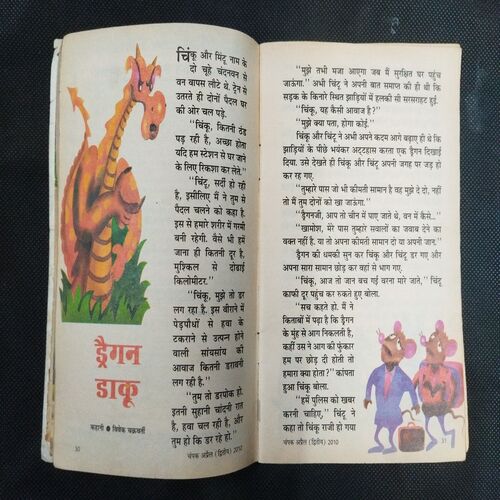 चिंकू और मिंटू नाम के
दो चूहे चंदनवन से
वन वापस लौटे थे. ट्रेन से
उतरते ही दोनों पैदल घर
की ओर चल पड़े.
“चिंकू, कितनी ठंड
पड़ रही है, अच्छा होता
यदि हम स्टेशन से घर जाने
के लिए रिकशा कर लेते.”
“चिंटू, सर्दी हो रही
है, इसीलिए मैं ने तुम से
पैदल चलने को कहा है.
इस से हमारे शरीर में गरमी
बनी रहेगी. वैसे भी हमें
जाना ही कितनी दूर है,
मुश्किल से दोढाई
किलोमीटर.”
“चिंकू, मुझे तो डर
लग रहा है. इस वीराने में
पेड़पौधों से हवा के
टकराने से उत्पन्न होने
वाली सांयसांय की
आवाज कितनी डरावनी
लग रही है.”
“तुम तो डरपोक हो.
इतनी सुहानी चांदनी रात
है, हवा चल रही है, और
तुम हो कि डर रहे हो.”
ड्रैगन
डाकू
कहानी ● विवेक चक्रवर्ती
30
चंपक अप्रैल (द्वितीय) 2010
“मुझे तभी मजा आएगा जब मैं सुरक्षित घर पहुंच
जाऊंगा.” अभी चिंटू ने अपनी बात समाप्त की ही थी कि
सड़क के किनारे स्थित झाड़ियों में हलकी सी सरसराहट हुई.
“चिंकू, यह कैसी आवाज है?”
“मुझे क्या पता, होगा कोई.”
चिंकू और चिंटू ने अभी अपने कदम आगे बढ़ाए ही थे कि
झाड़ियों के पीछे भयंकर अट्टहास करता एक ड्रैगन दिखाई
दिया. उसे देखते ही चिंकू और चिंटू अपनी जगह पर जड़ हो
कर रह गए.
“तुम्हारे पास जो भी कीमती सामान है वह मुझे दे दो, नहीं
तो मैं तुम दोनों को खा जाऊंगा.”
“ड्रैगनजी, आप तो चीन में पाए जाते थे, वन में कैसे...”
“खामोश, मेरे पास तुम्हारे सवालों का जवाब देने का
वक्त नहीं है. या तो अपना कीमती सामान दो या अपनी जान.”
ड्रैगन की धमकी सुन कर चिंकू और चिंटू डर गए और
अपना सारा सामान छोड़ कर वहां से भाग गए.
“चिंकू, आज तो जान बच गई वरना मारे जाते,” चिंटू
काफी दूर पहुंच कर रुकते हुए बोला.
“सच कहते हो. मैं ने
किताबों में पढ़ा है कि ड्रैगन
के मुंह से आग निकलती है,
कहीं उस ने आग की फुंकार
हम पर छोड़ दी होती तो
हमारा क्या होता?” कांपता
हुआ चिंकू बोला.
“हमें पुलिस को खबर
करनी चाहिए,” चिंटू ने
कहा तो चिंकू राजी हो गया
चंपक अप्रैल (द्वितीय) 2010
31